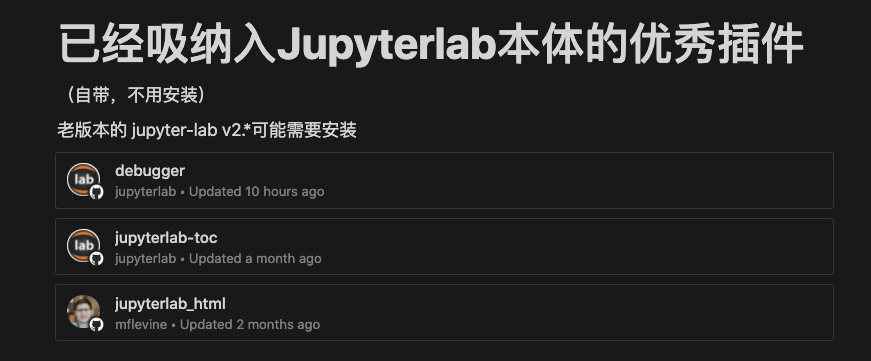 已经吸纳入Jupyterlab本体的优秀插件
（自带，不用安装）
老版本的 jupyter-lab v2.*可能需要安装
lab
debugger
jupyterlab • Updated 10 hours ago
lab
jupyterlab-toc
jupyterlab • Updated a month ago
jupyterlab_html
mflevine • Updated 2 months ago